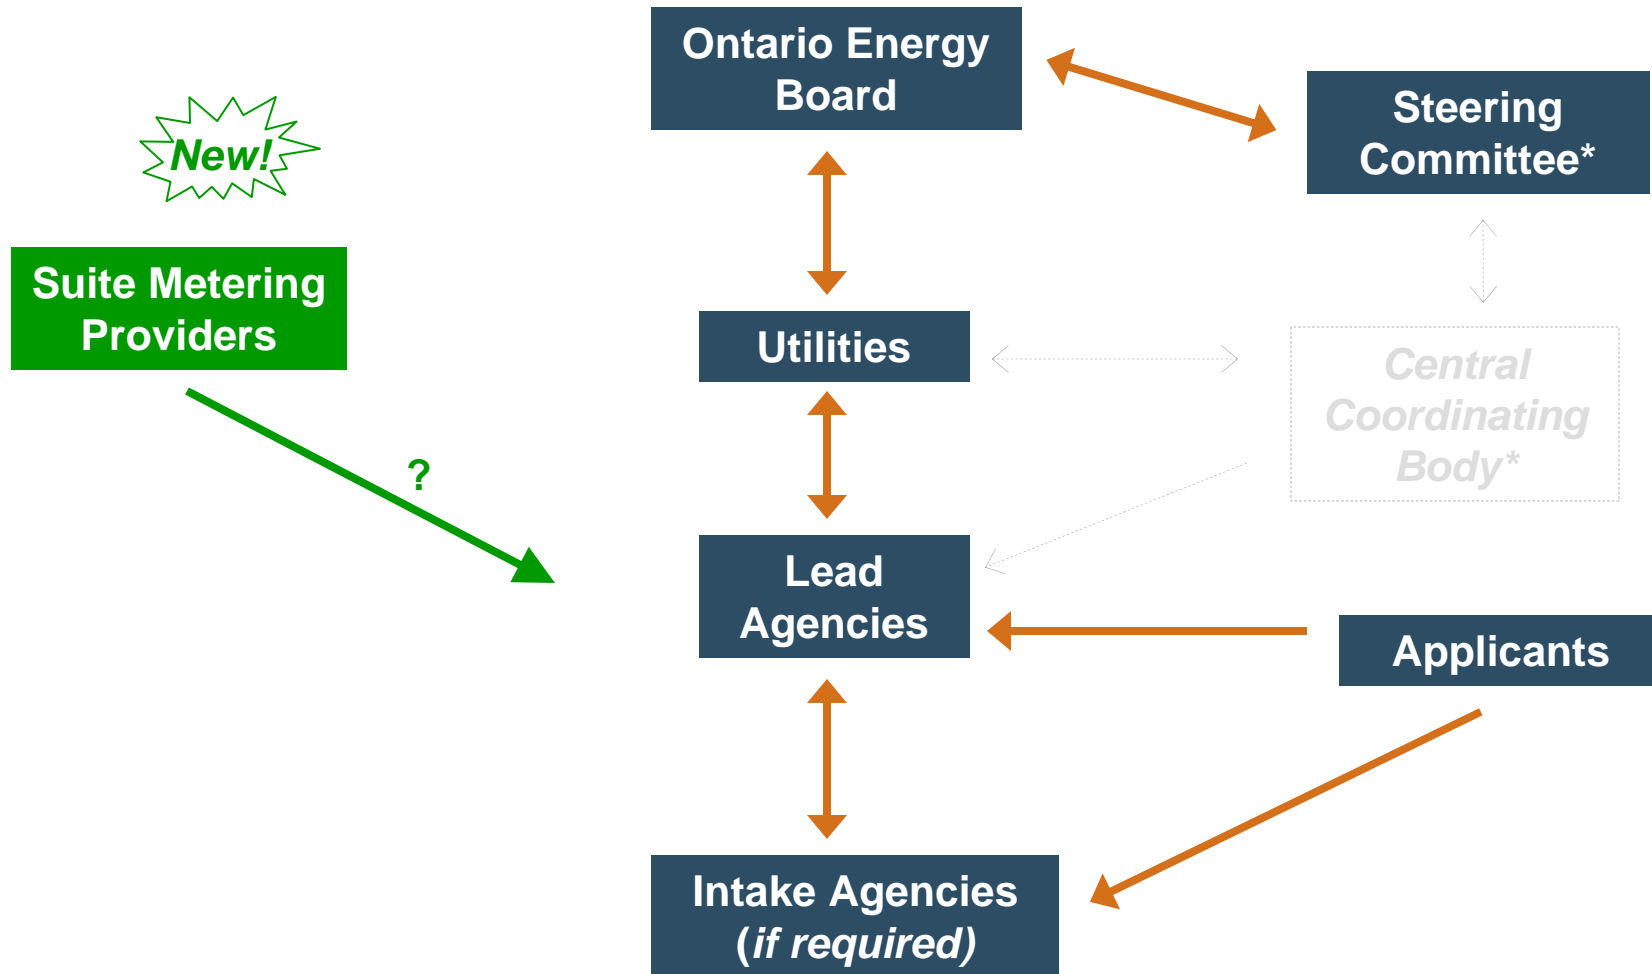 Ontario Energy
Board
Steering
Committee*
New!
Suite Metering
Providers
Utilities
Central
Coordinating
Body*
?
Lead
Agencies
Applicants
Intake Agencies
(if required)